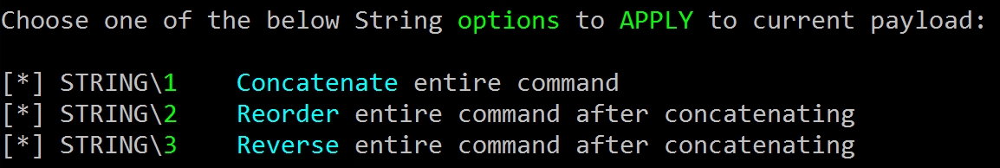 Choose one of the below String options to APPLY to current payload:
[*] STRING\1    Concatenate entire command
[*] STRING\2    Reorder entire command after concatenating
[*] STRING\3    Reverse entire command after concatenating